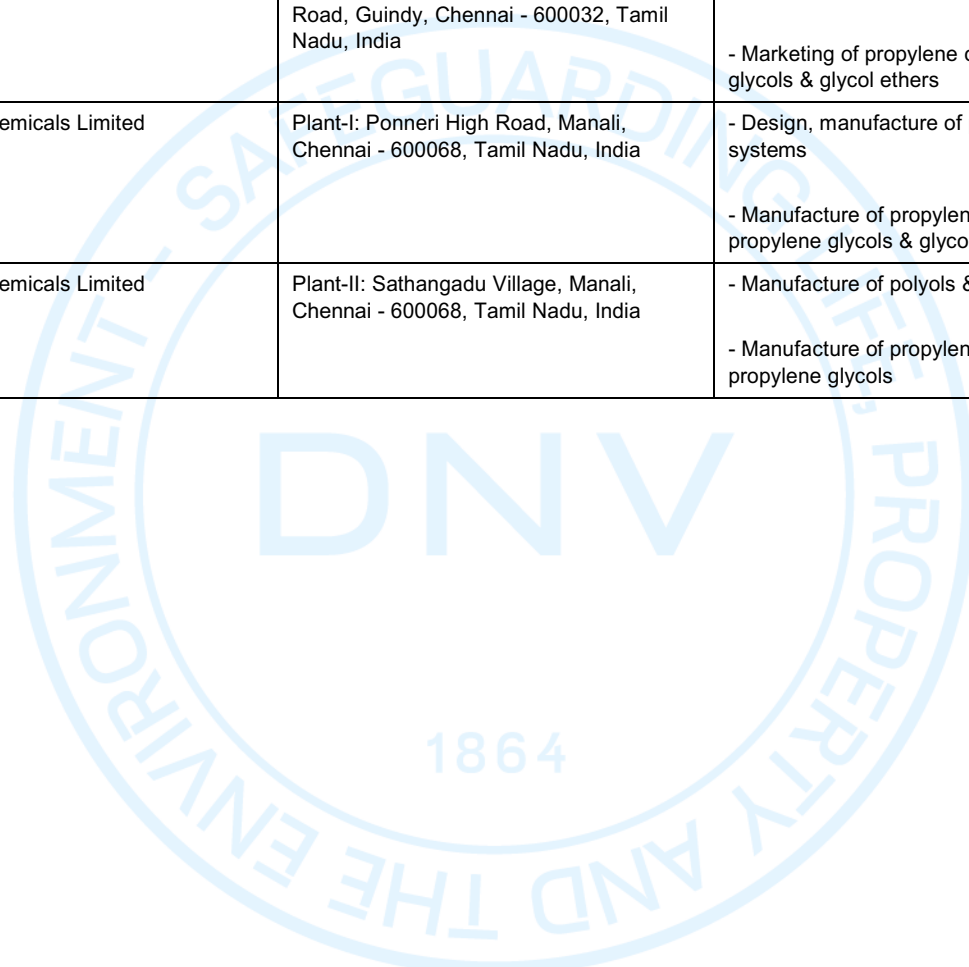 Road, Guindy, Chennai - 600032, Tamil
Nadu, India
- Marketing of propylene
glycols & glycol ethers
emicals Limited
Plant-I: Ponneri High Road, Manali,
Chennai - 600068, Tamil Nadu, India
- Design, manufacture of
systems
- Manufacture of propylen
propylene glycols & glyco
emicals Limited
Plant-II: Sathangadu Village, Manali,
Chennai - 600068, Tamil Nadu, India
- Manufacture of polyols &
- Manufacture of propylen
propylene glycols
SAFEGUARDING LIFE, PROPERTY AND THE ENVIRONMENT -
DNV
1864